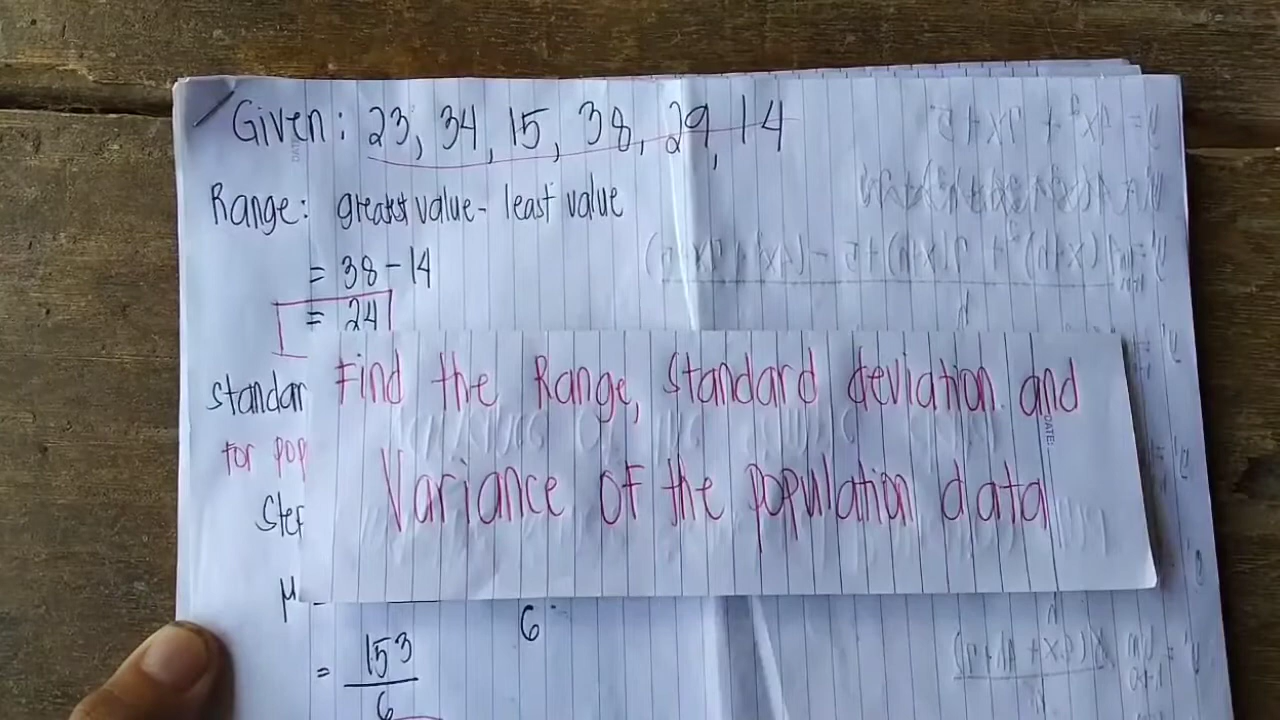 Given: 23, 34, 15, 38, 29, 14
Range: greatest value - least value
= 38 - 14
= 24
Find the Range, Standard deviation and
Variance of the population data
standar
for pop
Ste
μ
6
= 153
6